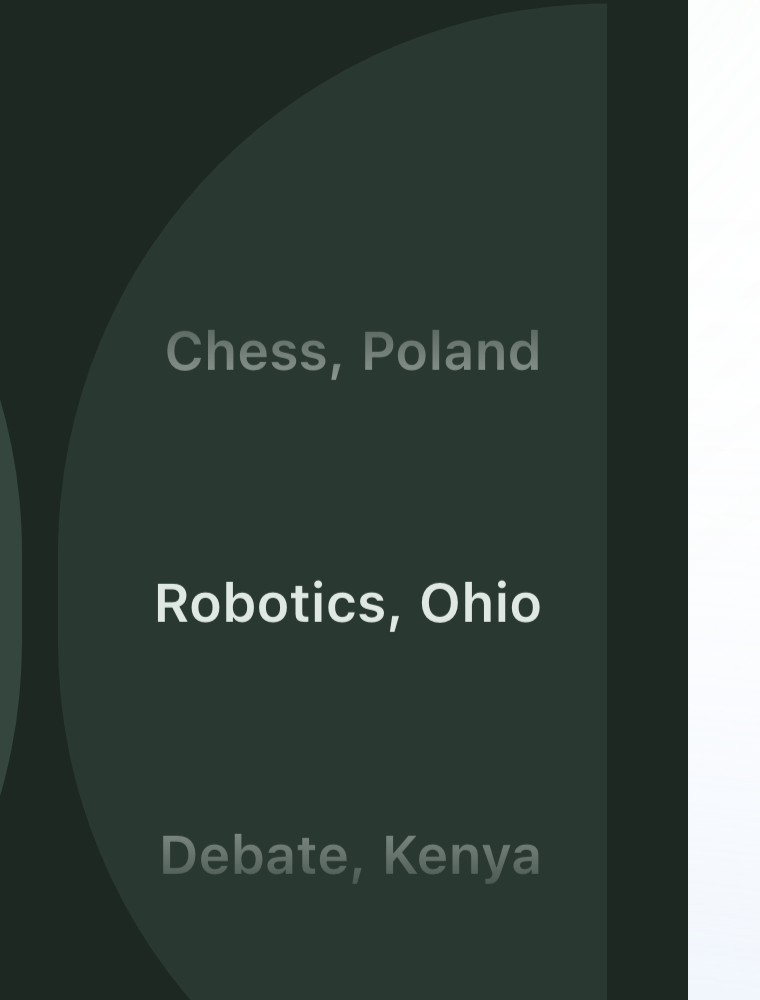 Chess, Poland
Robotics, Ohio
Debate, Kenya